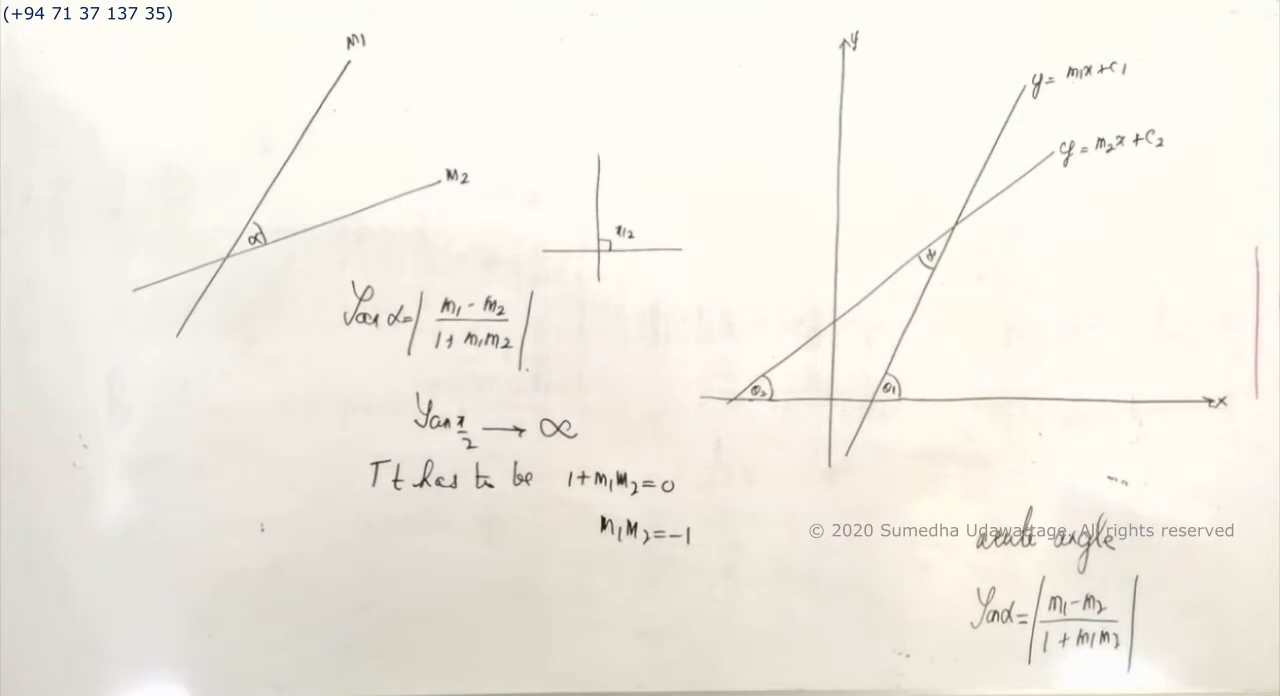 (+94 71 37 137 35)
M1
M2
α
π/2
Tan α = | m₁ - m₂ / 1 + m₁m₂ |
Tan π/2 → ∞
It has to be 1 + m₁m₂ = 0
m₁m₂ = -1
y
y = m₁x + c₁
y = m₂x + c₂
α
θ₂
θ₁
x
© 2020 Sumedha Udawattage, All rights reserved
acute angle
Tan α = | m₁ - m₂ / 1 + m₁m₂ |